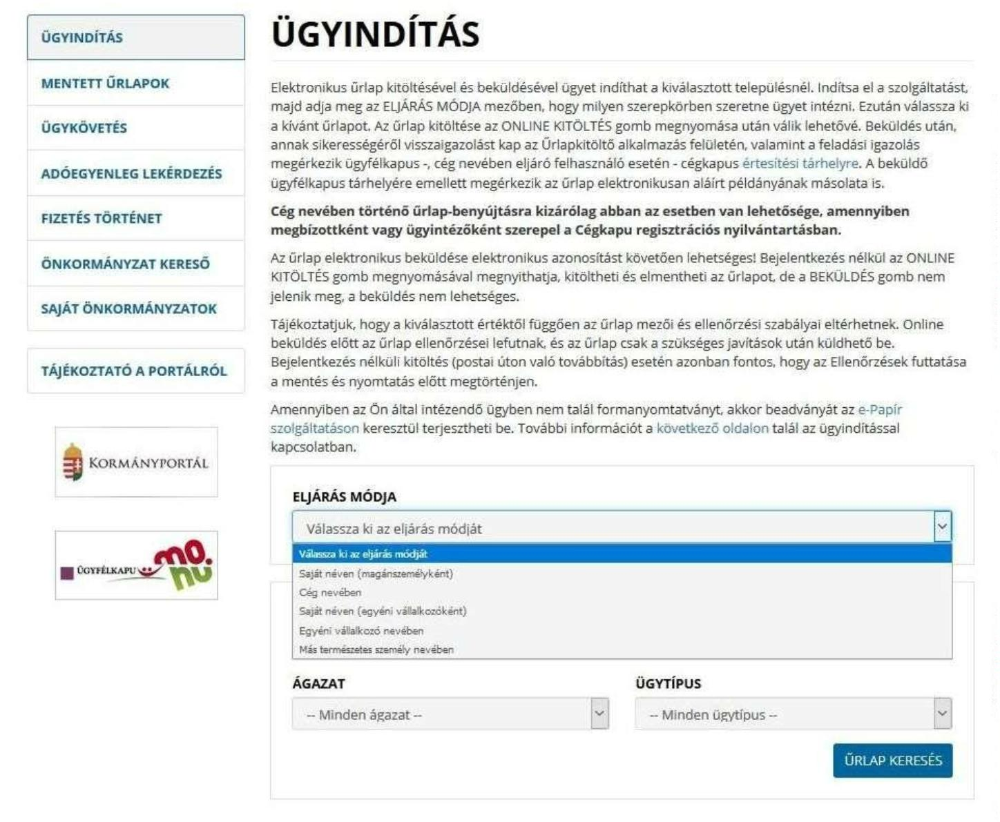 ÜGYINDÍTÁS
MENTETT ŰRLAPOK
ÜGYKÖVETÉS
ADÓEGYENLEG LEKÉRDEZÉS
FIZETÉS TÖRTÉNET
ÖNKORMÁNYZAT KERESŐ
SAJÁT ÖNKORMÁNYZATOK
TÁJÉKOZTATÓ A PORTÁLRÓL
KORMÁNYPORTÁL
ÜGYFÉLKAPU
mo.hu
ÜGYINDÍTÁS
Elektronikus űrlap kitöltésével és beküldésével ügyet indíthat a kiválasztott településnél. Indítsa el a szolgáltatást,
majd adja meg az ELJÁRÁS MÓDJA mezőben, hogy milyen szerepkörben szeretne ügyet intézni. Ezután válassza ki
a kívánt űrlapot. Az űrlap kitöltése az ONLINE KITÖLTÉS gomb megnyomása után válik lehetővé. Beküldés után,
annak sikerességéről visszaigazolást kap az Űrlapkitöltő alkalmazás felületén, valamint a feladási igazolás
megérkezik ügyfélkapus -, cég nevében eljáró felhasználó esetén - cégkapus értesítési tárhelyre. A beküldő
ügyfélkapus tárhelyére emellett megérkezik az űrlap elektronikusan aláírt példányának másolata is.
Cég nevében történő űrlap-benyújtásra kizárólag abban az esetben van lehetősége, amennyiben
megbízottként vagy ügyintézőként szerepel a Cégkapu regisztrációs nyilvántartásban.
Az űrlap elektronikus beküldése elektronikus azonosítást követően lehetséges! Bejelentkezés nélkül az ONLINE
KITÖLTÉS gomb megnyomásával megnyithatja, kitöltheti és elmentheti az űrlapot, de a BEKÜLDÉS gomb nem
jelenik meg, a beküldés nem lehetséges.
Tájékoztatjuk, hogy a kiválasztott értéktől függően az űrlap mezői és ellenőrzési szabályai eltérhetnek. Online
beküldés előtt az űrlap ellenőrzései lefutnak, és az űrlap csak a szükséges javítások után küldhető be.
Bejelentkezés nélküli kitöltés (postai úton való továbbítás) esetén azonban fontos, hogy az Ellenőrzések futtatása
a mentés és nyomtatás előtt megtörténjen.
Amennyiben az Ön által intézendő ügyben nem talál formanyomtatványt, akkor beadványát az e-Papír
szolgáltatáson keresztül terjesztheti be. További információt a következő oldalon talál az ügyindítással
kapcsolatban.
ELJÁRÁS MÓDJA
Válassza ki az eljárás módját
Válassza ki az eljárás módját
Saját néven (magánszemélyként)
Cég nevében
Saját néven (egyéni vállalkozóként)
Egyéni vállalkozó nevében
Más természetes személy nevében
ÁGAZAT
-- Minden ágazat --
ÜGYTÍPUS
-- Minden ügytípus --
ŰRLAP KERESÉS